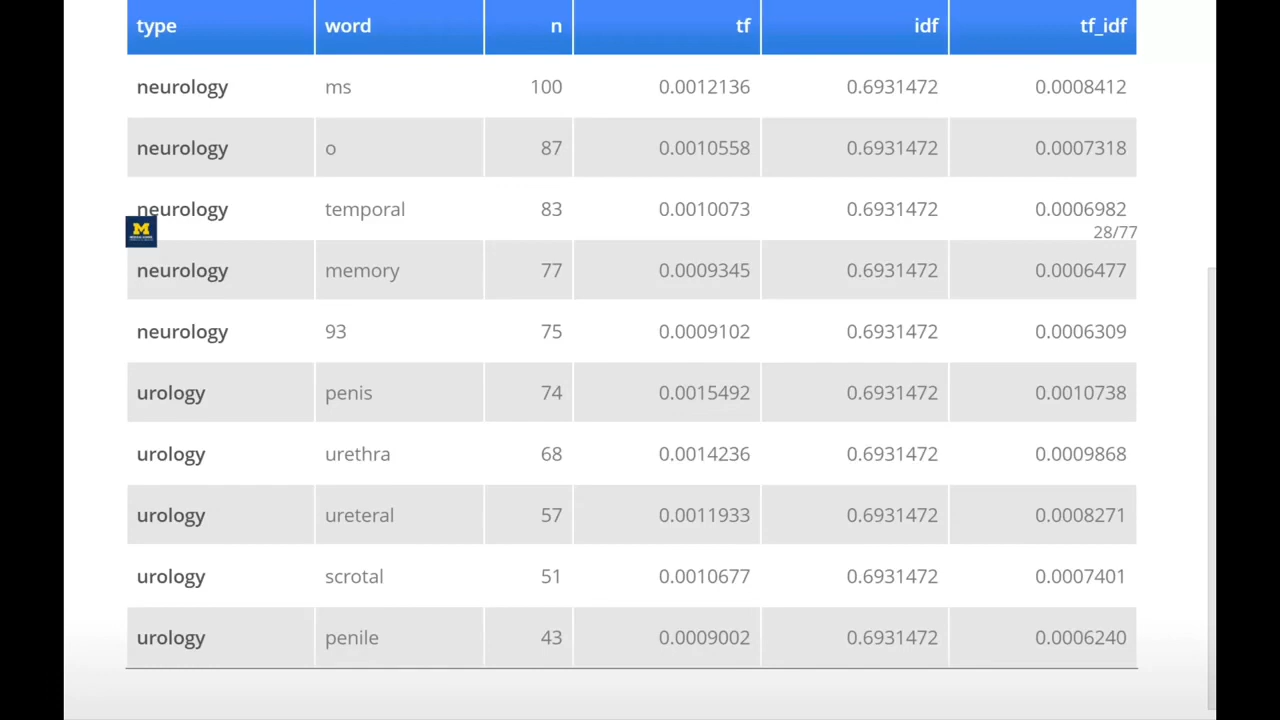 type word n tf idf tf_idf
neurology ms 100 0.0012136 0.6931472 0.0008412
neurology o 87 0.0010558 0.6931472 0.0007318
neurology temporal 83 0.0010073 0.6931472 0.0006982
M
28/77
neurology memory 77 0.0009345 0.6931472 0.0006477
neurology 93 75 0.0009102 0.6931472 0.0006309
urology penis 74 0.0015492 0.6931472 0.0010738
urology urethra 68 0.0014236 0.6931472 0.0009868
urology ureteral 57 0.0011933 0.6931472 0.0008271
urology scrotal 51 0.0010677 0.6931472 0.0007401
urology penile 43 0.0009002 0.6931472 0.0006240